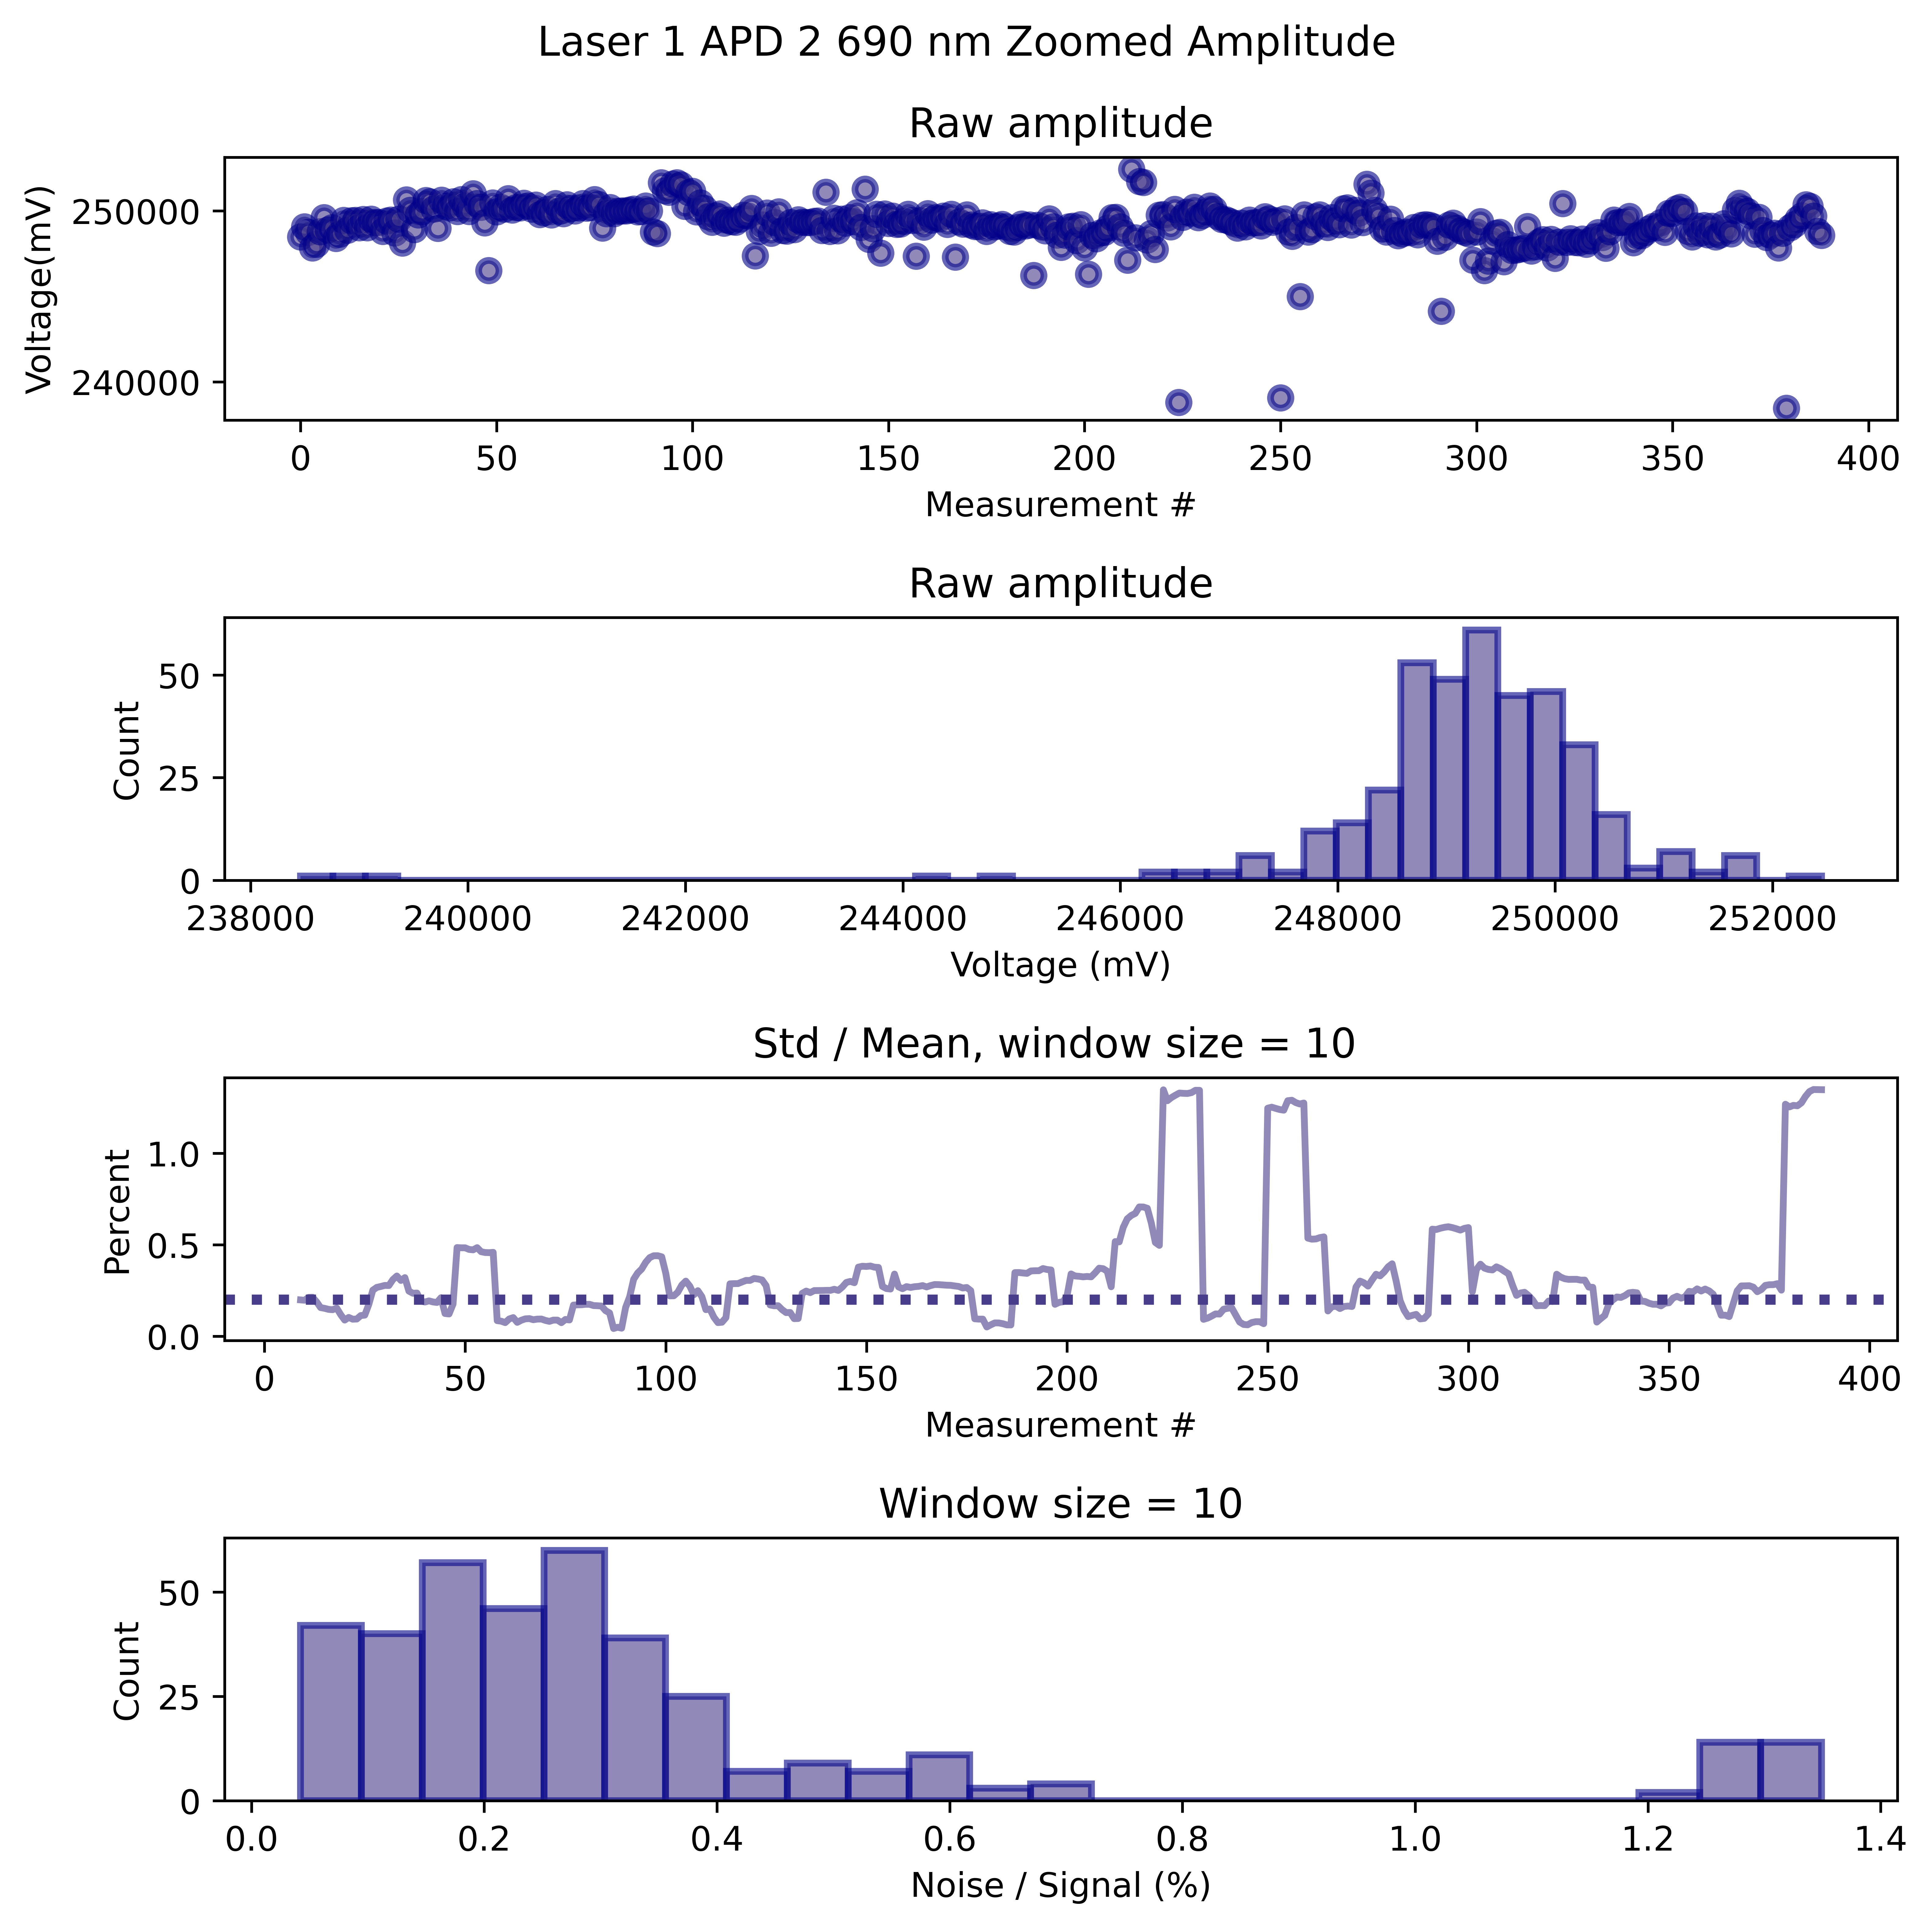 Laser 1 APD 2 690 nm Zoomed Amplitude
Raw amplitude
Voltage(mV)
250000
240000
0 50 100 150 200 250 300 350 400
Measurement #
Raw amplitude
Count
50
25
0
238000 240000 242000 244000 246000 248000 250000 252000
Voltage (mV)
Std / Mean, window size = 10
Percent
1.0
0.5
0.0
0 50 100 150 200 250 300 350 400
Measurement #
Window size = 10
Count
50
25
0
0.0 0.2 0.4 0.6 0.8 1.0 1.2 1.4
Noise / Signal (%)